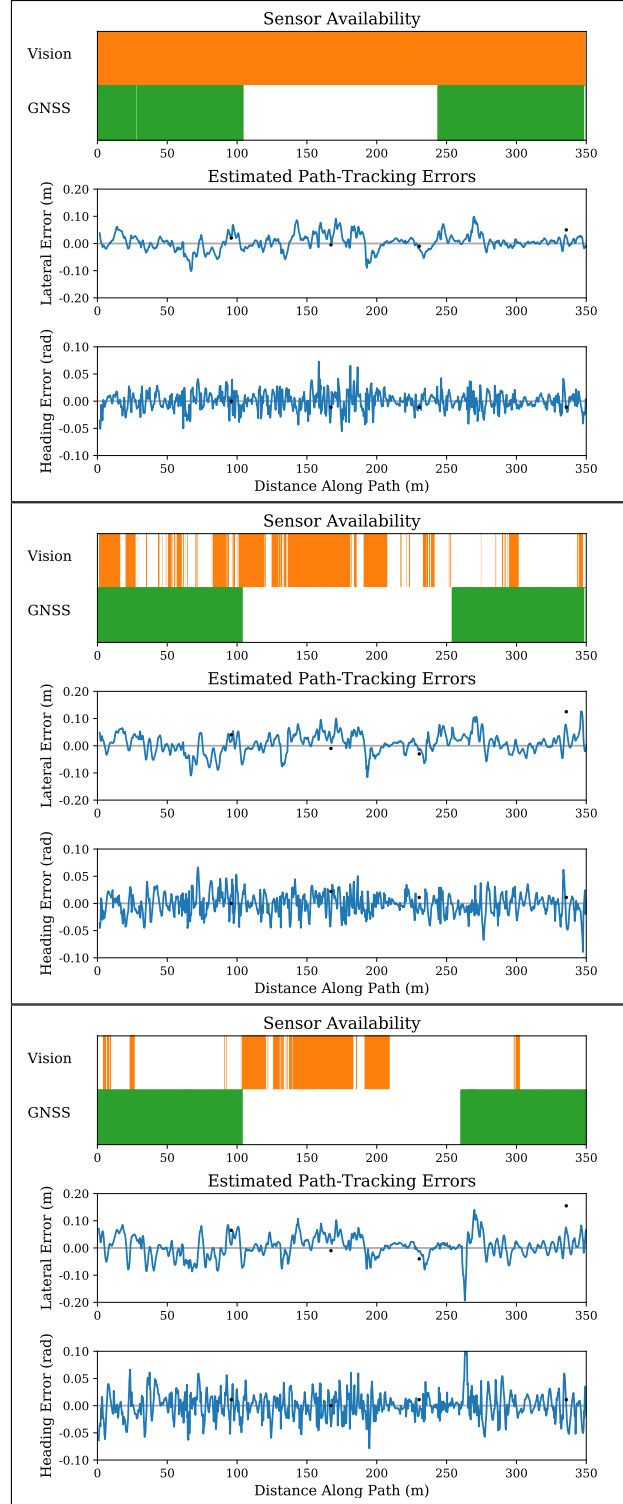 Sensor Availability
Vision
GNSS
0 50 100 150 200 250 300 350
Estimated Path-Tracking Errors
Lateral Error (m)
0.20
0.10
0.00
-0.10
-0.20
0 50 100 150 200 250 300 350
Heading Error (rad)
0.10
0.05
0.00
-0.05
-0.10
0 50 100 150 200 250 300 350
Distance Along Path (m)
Sensor Availability
Vision
GNSS
0 50 100 150 200 250 300 350
Estimated Path-Tracking Errors
Lateral Error (m)
0.20
0.10
0.00
-0.10
-0.20
0 50 100 150 200 250 300 350
Heading Error (rad)
0.10
0.05
0.00
-0.05
-0.10
0 50 100 150 200 250 300 350
Distance Along Path (m)
Sensor Availability
Vision
GNSS
0 50 100 150 200 250 300 350
Estimated Path-Tracking Errors
Lateral Error (m)
0.20
0.10
0.00
-0.10
-0.20
0 50 100 150 200 250 300 350
Heading Error (rad)
0.10
0.05
0.00
-0.05
-0.10
0 50 100 150 200 250 300 350
Distance Along Path (m)